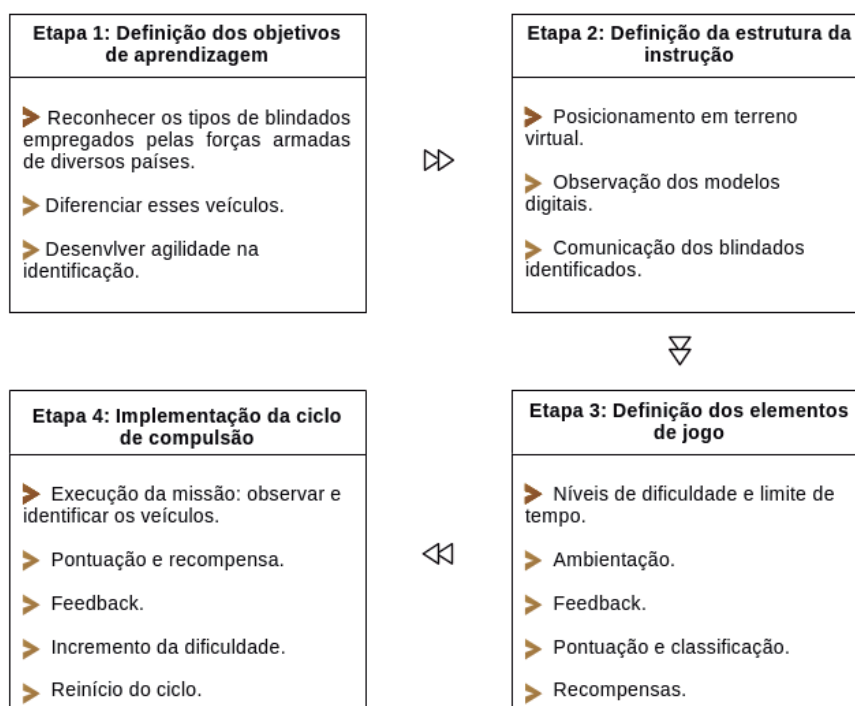 Etapa 1: Definição dos objetivos
de aprendizagem
Reconhecer os tipos de blindados
empregados pelas forças armadas
de diversos países.
Diferenciar esses veículos.
Desenvlver agilidade na
identificação.
Etapa 2: Definição da estrutura da
instrução
Posicionamento em terreno
virtual.
Observação dos modelos
digitais.
Comunicação dos blindados
identificados.
Etapa 3: Definição dos elementos
de jogo
Níveis de dificuldade e limite de
tempo.
Ambientação.
Feedback.
Pontuação e classificação.
Recompensas.
Etapa 4: Implementação da ciclo
de compulsão
Execução da missão: observar e
identificar os veículos.
Pontuação e recompensa.
Feedback.
Incremento da dificuldade.
Reinício do ciclo.